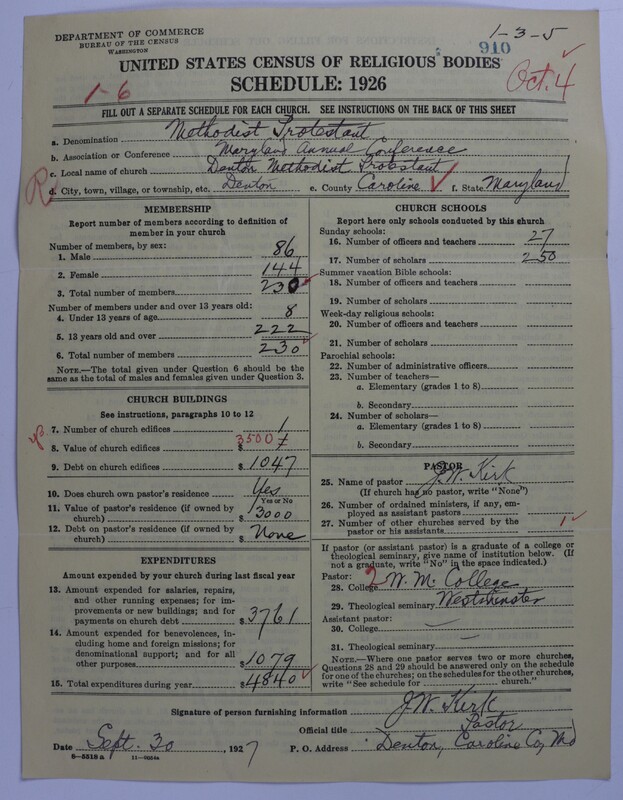 DEPARTMENT OF COMMERCE
BUREAU OF THE CENSUS
WASHINGTON
1-3-5
910
UNITED STATES CENSUS OF RELIGIOUS BODIES
SCHEDULE: 1926
Oct. 4
1-6
FILL OUT A SEPARATE SCHEDULE FOR EACH CHURCH. SEE INSTRUCTIONS ON THE BACK OF THIS SHEET
a. Denomination Methodist Protestant
b. Association or Conference Maryland Annual Conference
c. Local name of church Denton Methodist Protestant
R
d. City, town, village, or township, etc. Denton e. County Caroline f. State Maryland
MEMBERSHIP
Report number of members according to definition of member in your church
Number of members, by sex:
1. Male 86
2. Female 144
3. Total number of members 230
Number of members under and over 13 years old:
4. Under 13 years of age 8
5. 13 years old and over 222
6. Total number of members 230
NOTE.—The total given under Question 6 should be the
same as the total of males and females given under Question 3.
CHURCH BUILDINGS
See instructions, paragraphs 10 to 12
7. Number of church edifices 1
8. Value of church edifices $
9. Debt on church edifices $1047
10. Does church own pastor's residence Yes
Yes or No
11. Value of pastor's residence (if owned by
church) $3000
12. Debt on pastor's residence (if owned by
church) $None
EXPENDITURES
Amount expended by your church during last fiscal year
13. Amount expended for salaries, repairs,
and other running expenses; for im-
provements or new buildings; and for
payments on church debt $3761
14. Amount expended for benevolences, in-
cluding home and foreign missions; for
denominational support; and for all
other purposes $1079
15. Total expenditures during year $4840
CHURCH SCHOOLS
Report here only schools conducted by this church
Sunday schools:
16. Number of officers and teachers 27
17. Number of scholars 250
Summer vacation Bible schools:
18. Number of officers and teachers
19. Number of scholars
Week-day religious schools:
20. Number of officers and teachers
21. Number of scholars
Parochial schools:
22. Number of administrative officers
23. Number of teachers—
a. Elementary (grades 1 to 8)
b. Secondary
24. Number of scholars—
a. Elementary (grades 1 to 8)
b. Secondary
PASTOR
25. Name of pastor J. W. Kirk
(If church has no pastor, write "None")
26. Number of ordained ministers, if any, em-
ployed as assistant pastors
27. Number of other churches served by the
pastor or his assistants 1
If pastor (or assistant pastor) is a graduate of a college or
theological seminary, give name of institution below. (If
not a graduate, write "No" in the space indicated.)
Pastor:
28. College 2 W. M. College
29. Theological seminary Westminster
Assistant pastor:
30. College
31. Theological seminary
NOTE.—Where one pastor serves two or more churches,
Questions 28 and 29 should be answered only on the schedule
for one of the churches; on the schedules for the other churches,
write "See schedule for church."
Signature of person furnishing information J. W. Kirk
Official title Pastor
Date Sept. 30, 1927 P. O. Address Denton, Caroline Co, Md
8—5518 a 11—9054a